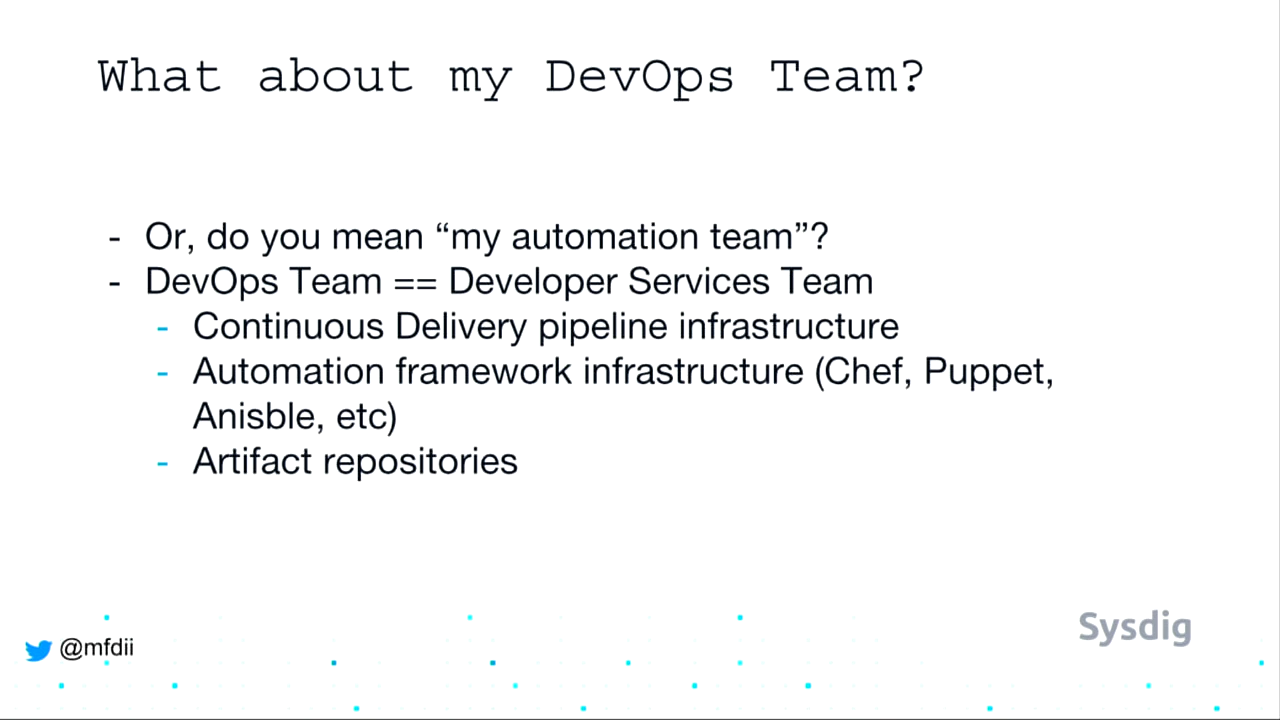 What about my DevOps Team?
- Or, do you mean “my automation team”?
- DevOps Team == Developer Services Team
- Continuous Delivery pipeline infrastructure
- Automation framework infrastructure (Chef, Puppet,
Anisble, etc)
- Artifact repositories
@mfdii
Sysdig